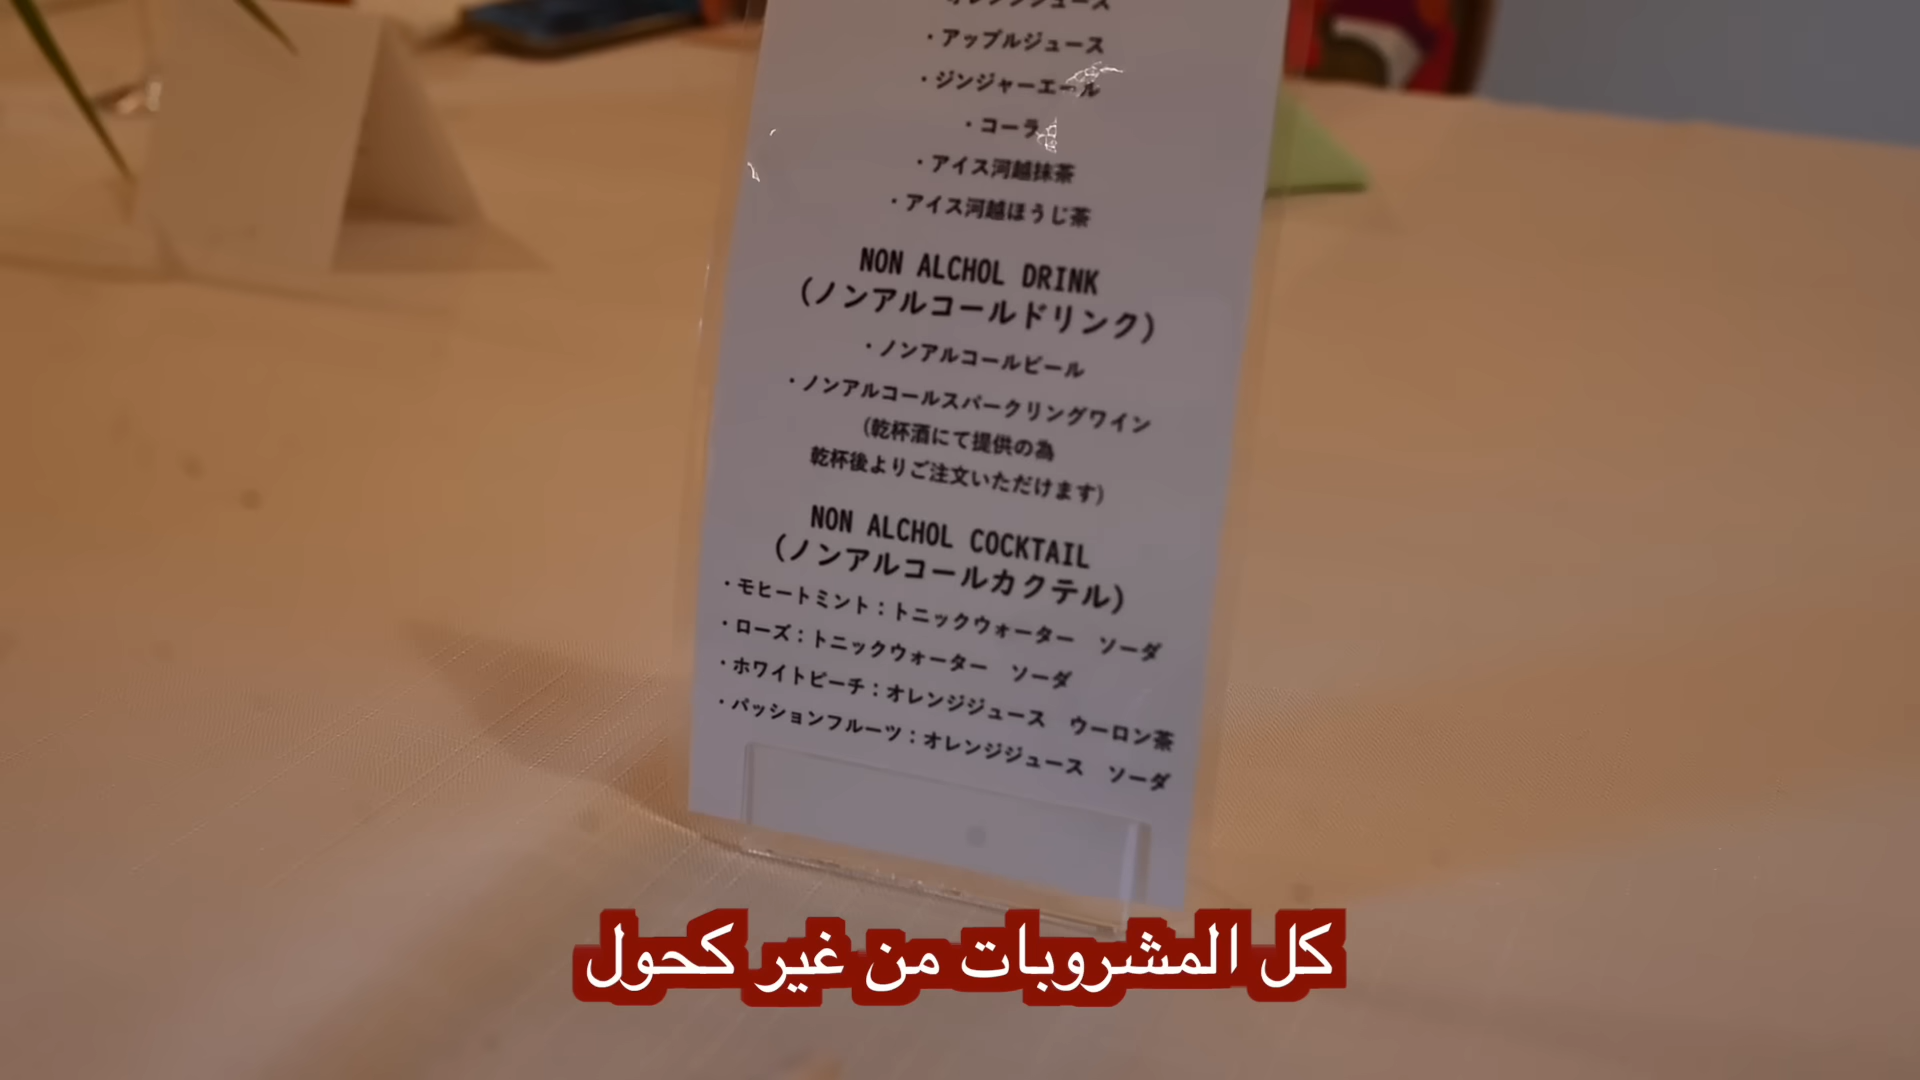 オレンジジュース
・アップルジュース
・ジンジャーエール
・コーラ
・アイス河越抹茶
・アイス河越ほうじ茶
NON ALCHOL DRINK
(ノンアルコールドリンク)
・ノンアルコールビール
・ノンアルコールスパークリングワイン
(乾杯酒にて提供の為
乾杯後よりご注文いただけます)
NON ALCHOL COCKTAIL
(ノンアルコールカクテル)
・モヒートミント：トニックウォーター ソーダ
・ローズ：トニックウォーター ソーダ
・ホワイトピーチ：オレンジジュース ウーロン茶
・パッションフルーツ：オレンジジュース ソーダ
كل المشروبات من غير كحول